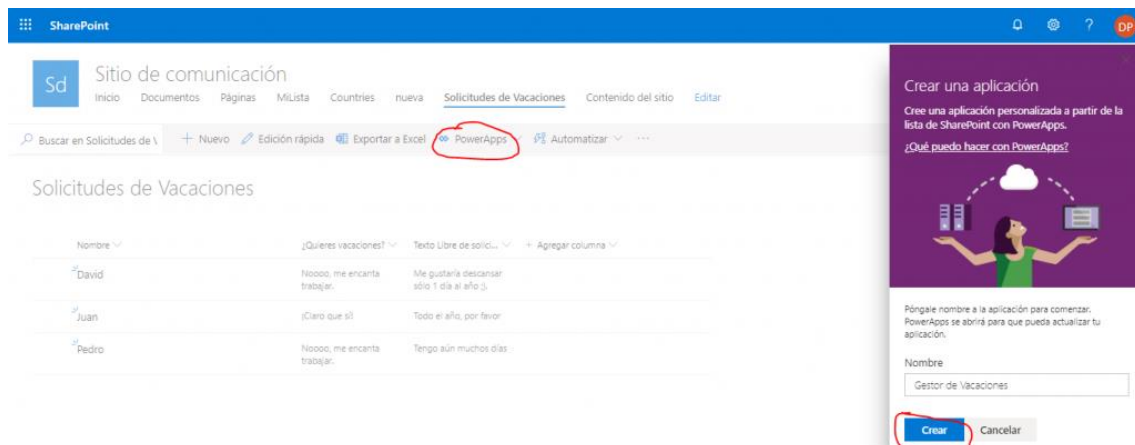 SharePoint
?
DP
Sd
Sitio de comunicación
Inicio Documentos Páginas MiLista Countries nueva Solicitudes de Vacaciones Contenido del sitio Editar
Buscar en Solicitudes de V
+ Nuevo Edición rápida Exportar a Excel PowerApps Automatizar ...
Solicitudes de Vacaciones
Nombre ¿Quieres vacaciones? Texto Libre de solici... + Agregar columna
David Noooo, me encanta trabajar. Me gustaría descansar sólo 1 día al año :).
Juan ¡Claro que sí! Todo el año, por favor
Pedro Noooo, me encanta trabajar. Tengo aún muchos días
Crear una aplicación
Cree una aplicación personalizada a partir de la
lista de SharePoint con PowerApps.
¿Qué puedo hacer con PowerApps?
Póngale nombre a la aplicación para comenzar.
PowerApps se abrirá para que pueda actualizar tu
aplicación.
Nombre
Gestor de Vacaciones
Crear Cancelar